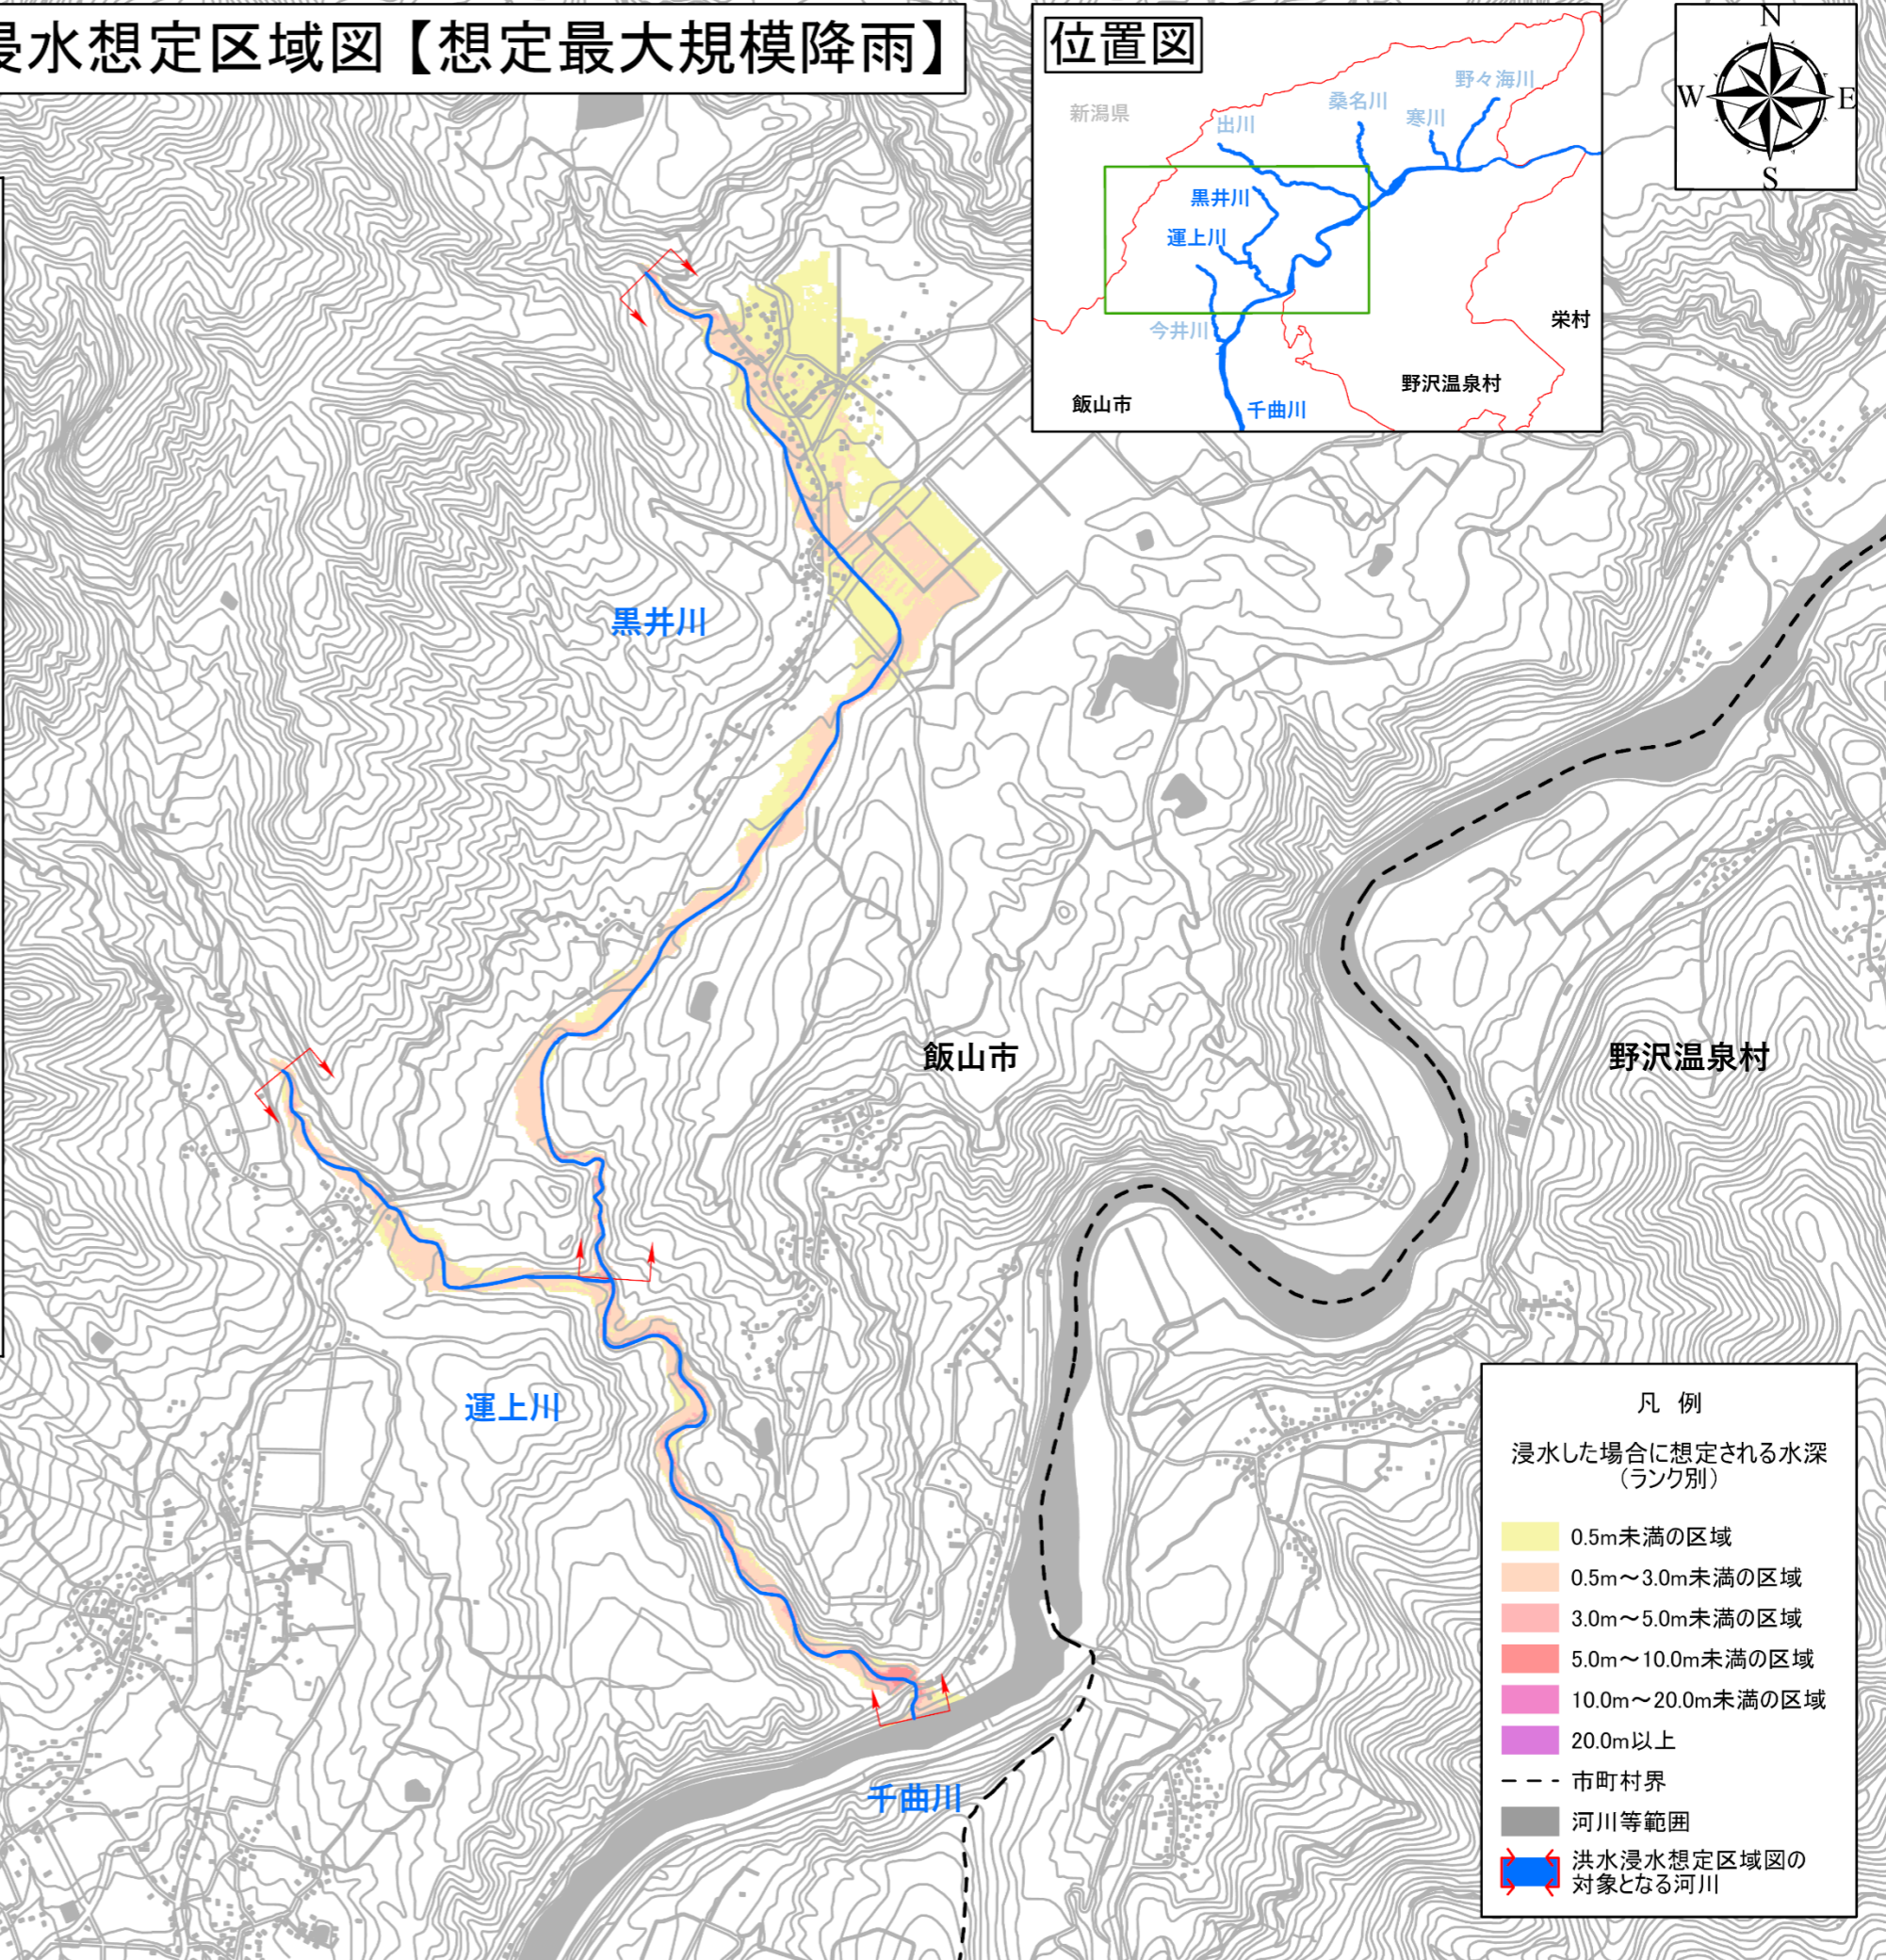 浸水想定区域図【想定最大規模降雨】
位置図
新潟県
出川
桑名川
寒川
野々海川
黒井川
運上川
今井川
千曲川
飯山市
野沢温泉村
栄村
N
W
E
S
黒井川
飯山市
野沢温泉村
運上川
千曲川
凡 例
浸水した場合に想定される水深
（ランク別）
0.5m未満の区域
0.5m～3.0m未満の区域
3.0m～5.0m未満の区域
5.0m～10.0m未満の区域
10.0m～20.0m未満の区域
20.0m以上
市町村界
河川等範囲
洪水浸水想定区域図の
対象となる河川